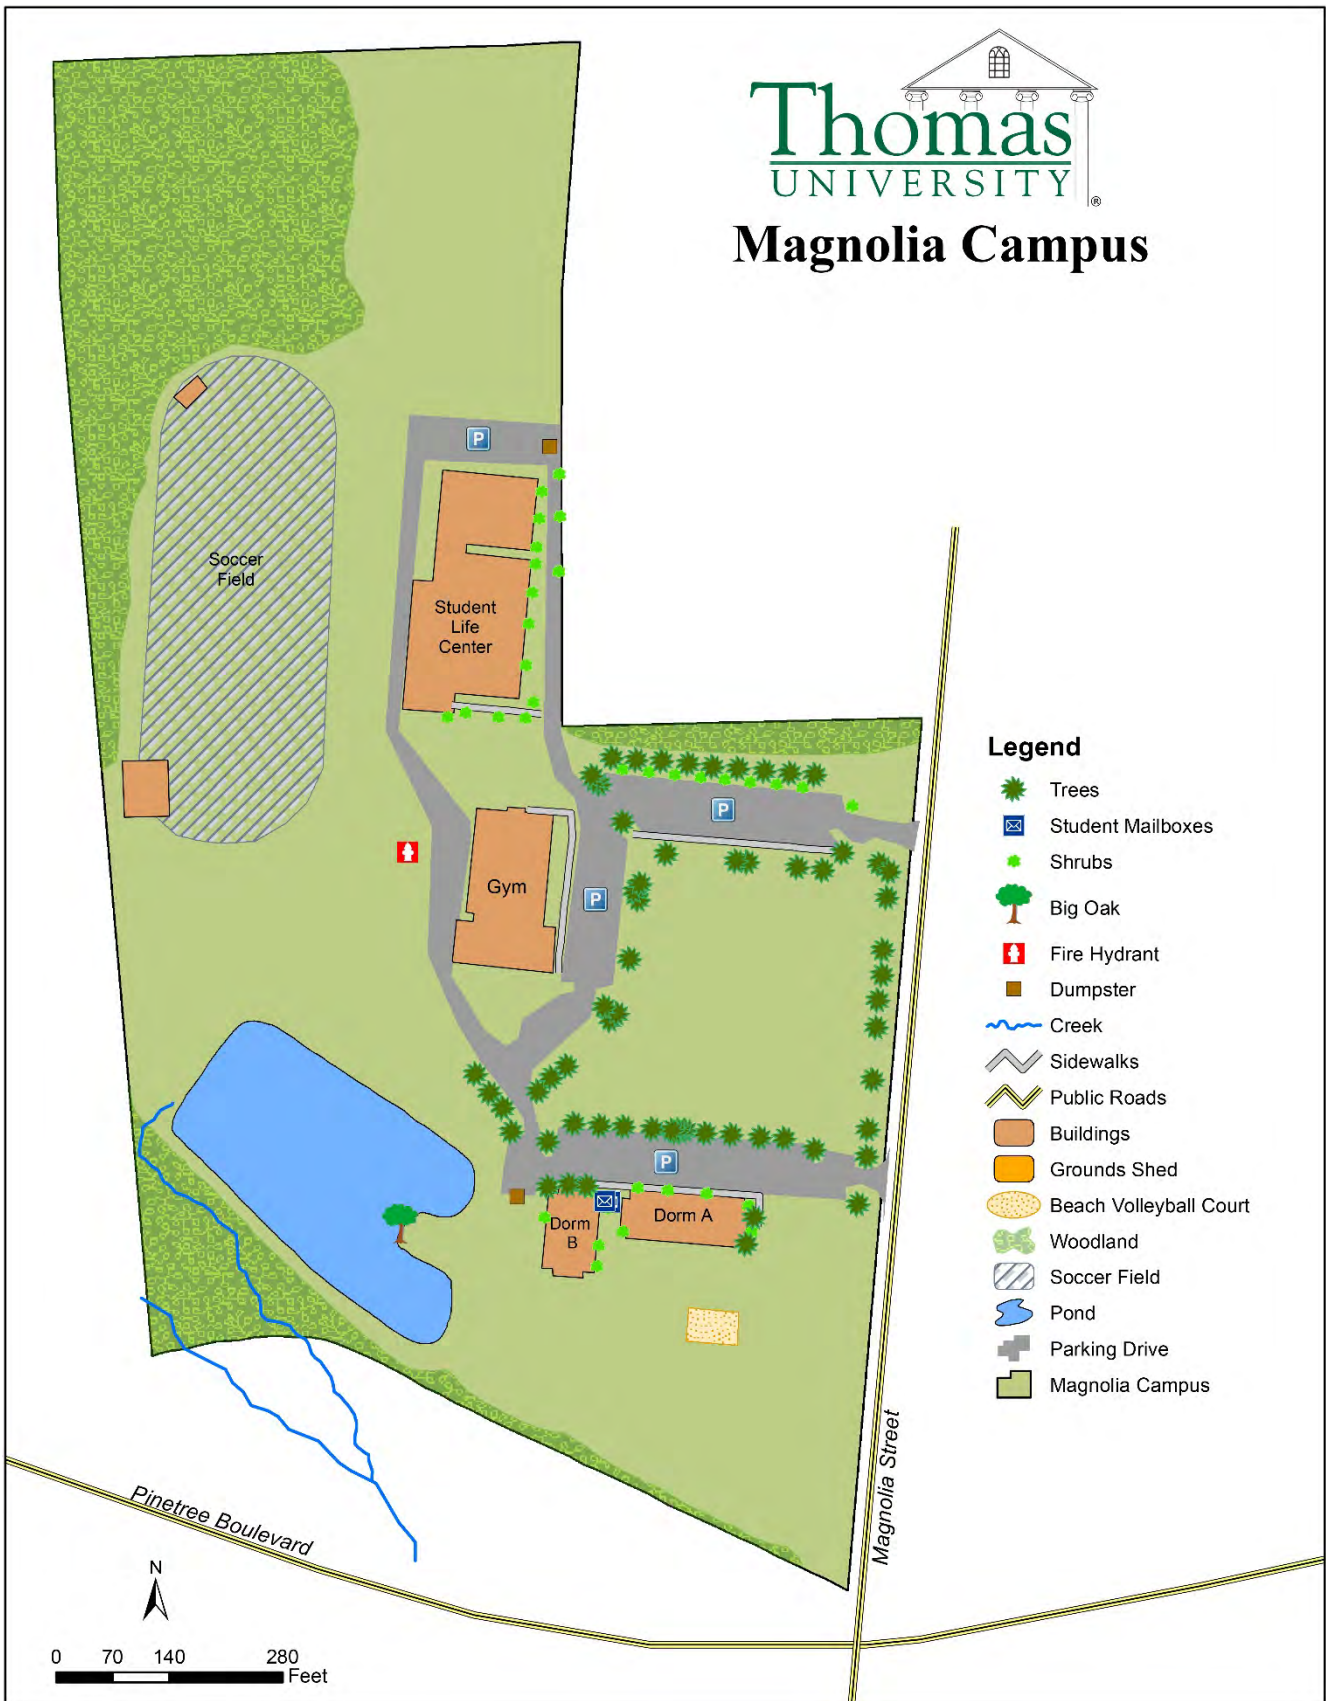 Thomas
UNIVERSITY
®
Magnolia Campus
P
Soccer
Field
Student
Life
Center
P
Gym
P
P
Dorm A
Dorm
B
Legend
Trees
Student Mailboxes
Shrubs
Big Oak
Fire Hydrant
Dumpster
Creek
Sidewalks
Public Roads
Buildings
Grounds Shed
Beach Volleyball Court
Woodland
Soccer Field
Pond
Parking Drive
Magnolia Campus
Magnolia Street
Pinetree Boulevard
N
0 70 140 280
Feet